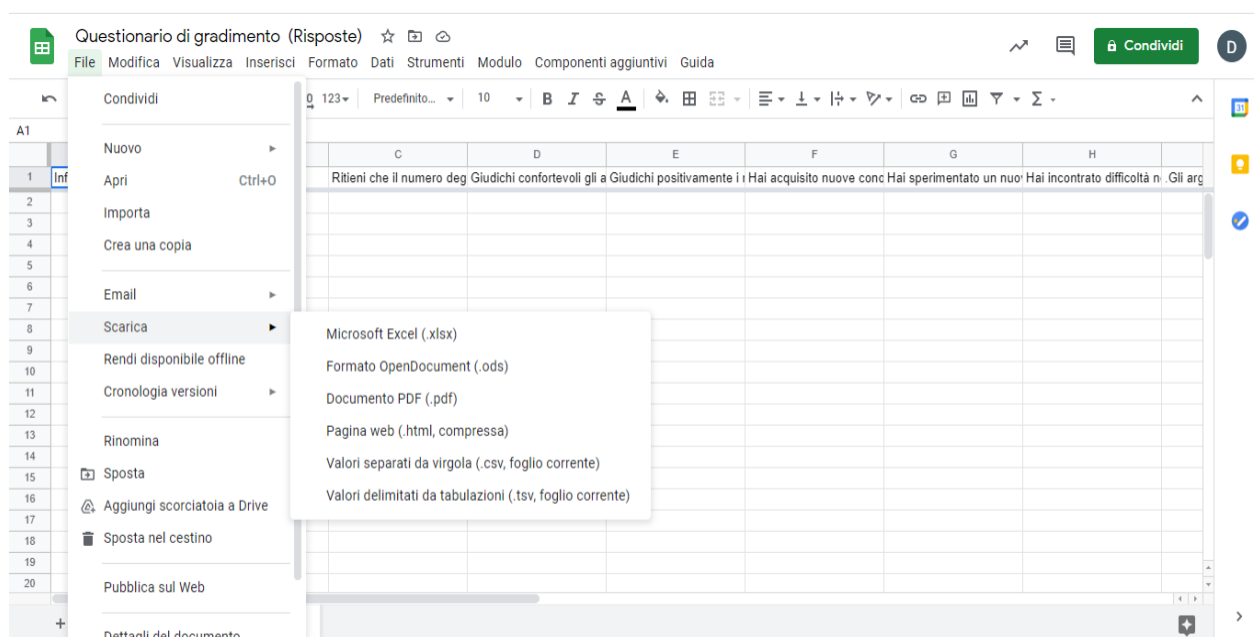 Questionario di gradimento (Risposte)
File Modifica Visualizza Inserisci Formato Dati Strumenti Modulo Componenti aggiuntivi Guida
Condividi
D
123 Predefinito... 10 B I S A Σ
31
A1
C D E F G H
1 Inf Ritieni che il numero deg Giudichi confortevoli gli a Giudichi positivamente i r Hai acquisito nuove conc Hai sperimentato un nuo Hai incontrato difficoltà n .Gli arg
2
3
4
5
6
7
8
9
10
11
12
13
14
15
16
17
18
19
20
Condividi
Nuovo
Apri Ctrl+O
Importa
Crea una copia
Email
Scarica
Rendi disponibile offline
Cronologia versioni
Rinomina
Sposta
Aggiungi scorciatoia a Drive
Sposta nel cestino
Pubblica sul Web
Dettagli del documento
Microsoft Excel (.xlsx)
Formato OpenDocument (.ods)
Documento PDF (.pdf)
Pagina web (.html, compressa)
Valori separati da virgola (.csv, foglio corrente)
Valori delimitati da tabulazioni (.tsv, foglio corrente)